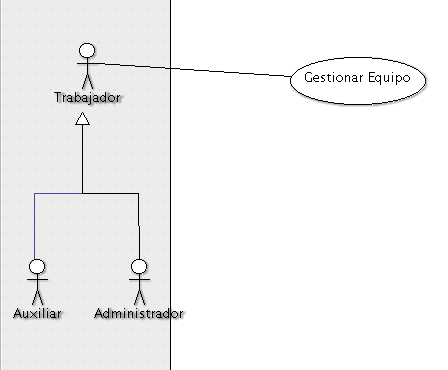 Gestionar Equipo
Trabajador
Auxiliar
Administrador